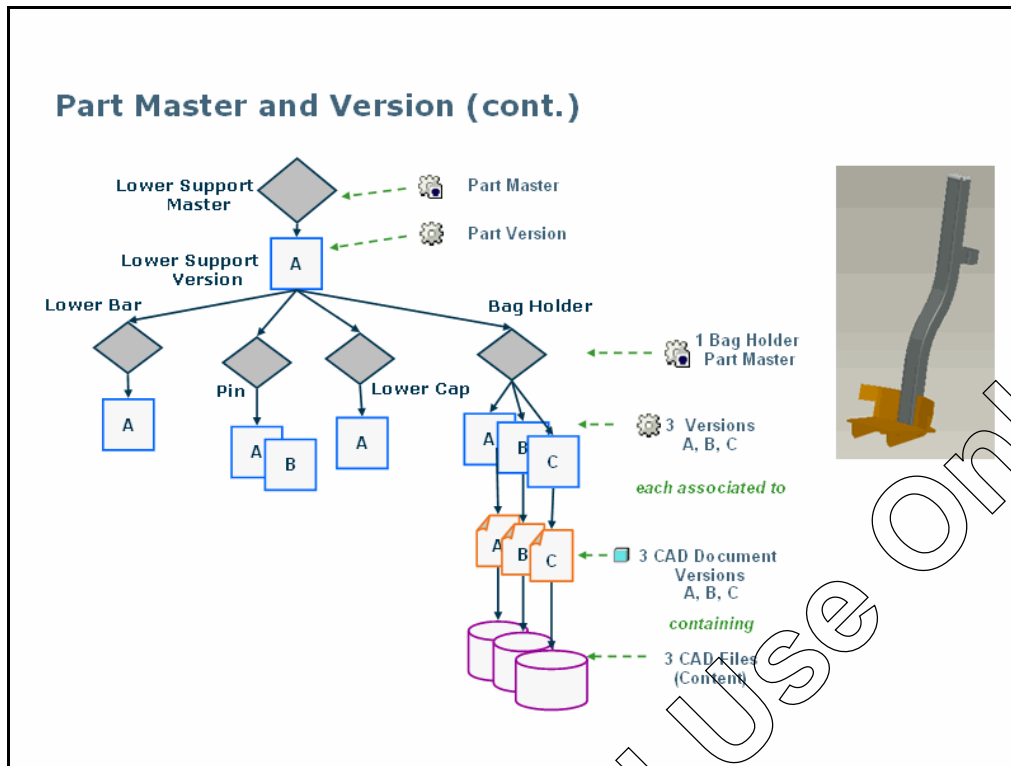 Part Master and Version (cont.)
Lower Support
Master
Part Master
Part Version
Lower Support
Version
A
Lower Bar
Bag Holder
1 Bag Holder
Part Master
Pin
Lower Cap
A
A
B
A
A
B
C
3 Versions
A, B, C
each associated to
A
B
C
3 CAD Document
Versions
A, B, C
containing
3 CAD Files
(Content)
Use Onl